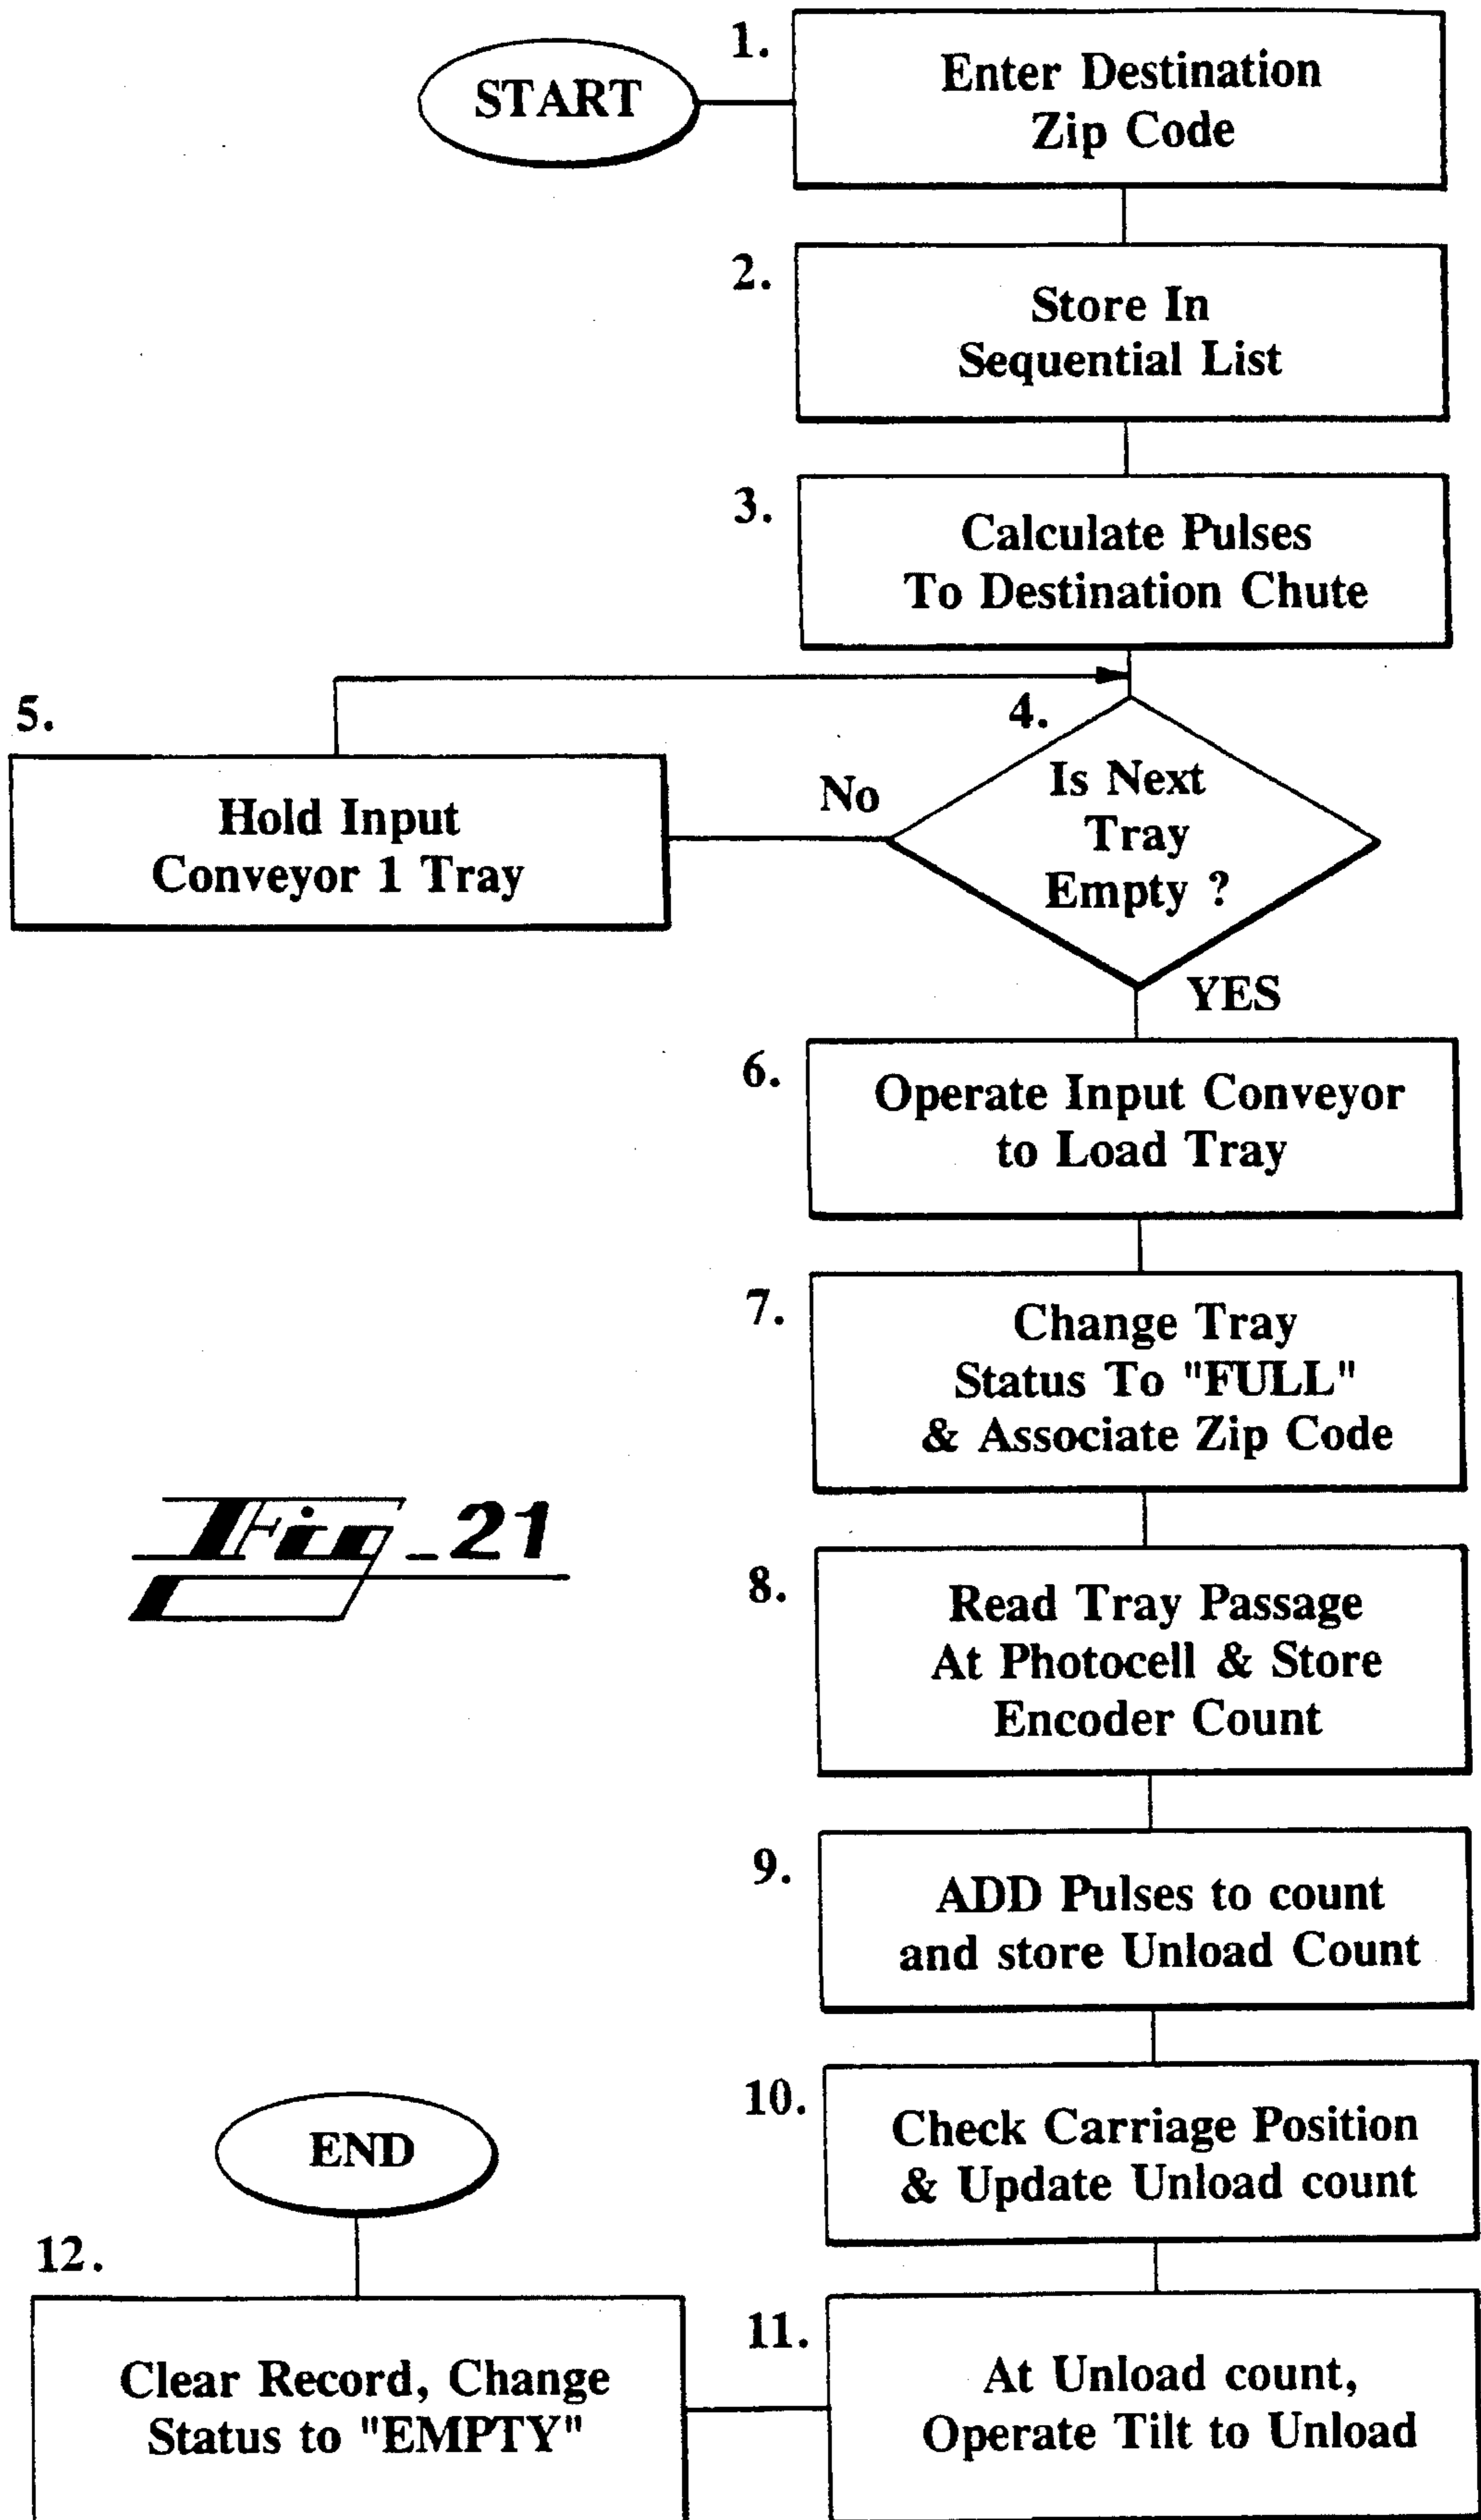 START
1.
Enter Destination
Zip Code
2.
Store In
Sequential List
3.
Calculate Pulses
To Destination Chute
4.
Is Next
Tray
Empty ?
No
5.
Hold Input
Conveyor 1 Tray
YES
6.
Operate Input Conveyor
to Load Tray
7.
Change Tray
Status To "FULL"
& Associate Zip Code
Fig_21
8.
Read Tray Passage
At Photocell & Store
Encoder Count
9.
ADD Pulses to count
and store Unload Count
10.
Check Carriage Position
& Update Unload count
11.
At Unload count,
Operate Tilt to Unload
12.
Clear Record, Change
Status to "EMPTY"
END